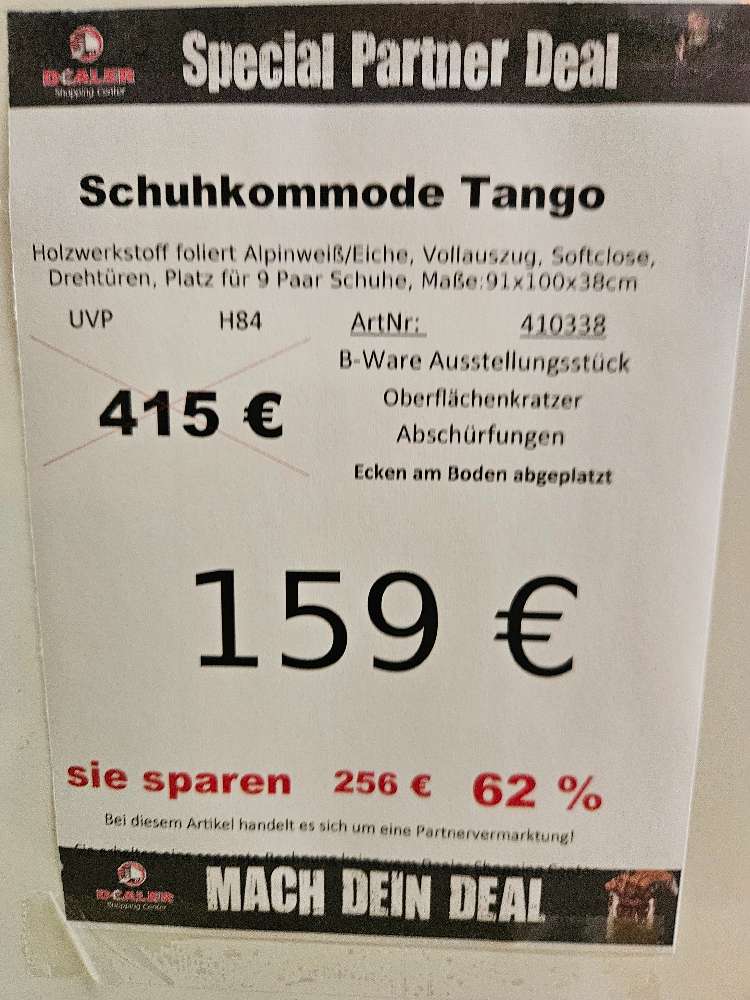 DEALER
Shopping Center
Special Partner Deal
Schuhkommode Tango
Holzwerkstoff foliert Alpinweiß/Eiche, Vollauszug, Softclose,
Drehtüren, Platz für 9 Paar Schuhe, Maße:91x100x38cm
UVP H84 ArtNr: 410338
B-Ware Ausstellungsstück
415 € Oberflächenkratzer
Abschürfungen
Ecken am Boden abgeplatzt
159 €
sie sparen 256 € 62 %
Bei diesem Artikel handelt es sich um eine Partnervermarktung!
DEALER
Shopping Center
MACH DEIN DEAL